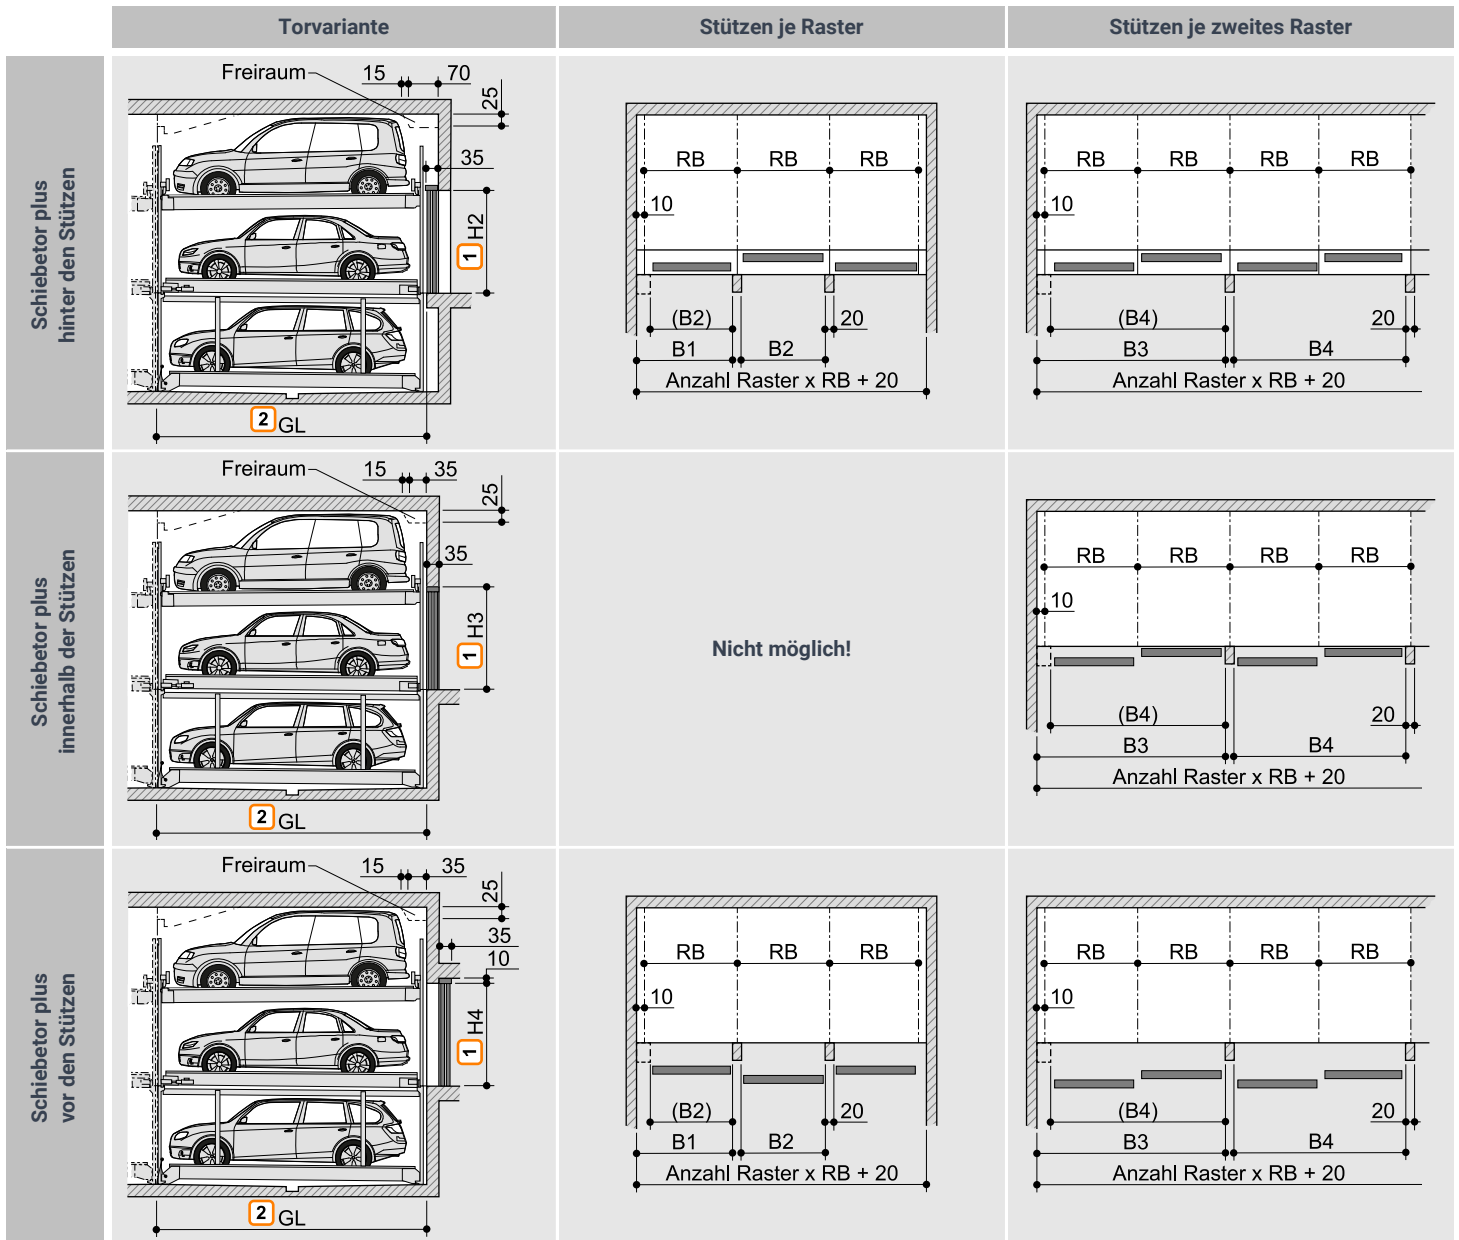 Torvariante
Stützen je Raster
Stützen je zweites Raster
Schiebetor plus
hinter den Stützen
Freiraum
15
70
25
35
1 H2
2 GL
RB
RB
RB
10
(B2)
20
B1
B2
Anzahl Raster x RB + 20
RB
RB
RB
RB
10
(B4)
20
B3
B4
Anzahl Raster x RB + 20
Schiebetor plus
innerhalb der Stützen
Freiraum
15
35
25
35
1 H3
2 GL
Nicht möglich!
RB
RB
RB
RB
10
(B4)
20
B3
B4
Anzahl Raster x RB + 20
Schiebetor plus
vor den Stützen
Freiraum
15
35
25
35
10
1 H4
2 GL
RB
RB
RB
10
(B2)
20
B1
B2
Anzahl Raster x RB + 20
RB
RB
RB
RB
10
(B4)
20
B3
B4
Anzahl Raster x RB + 20